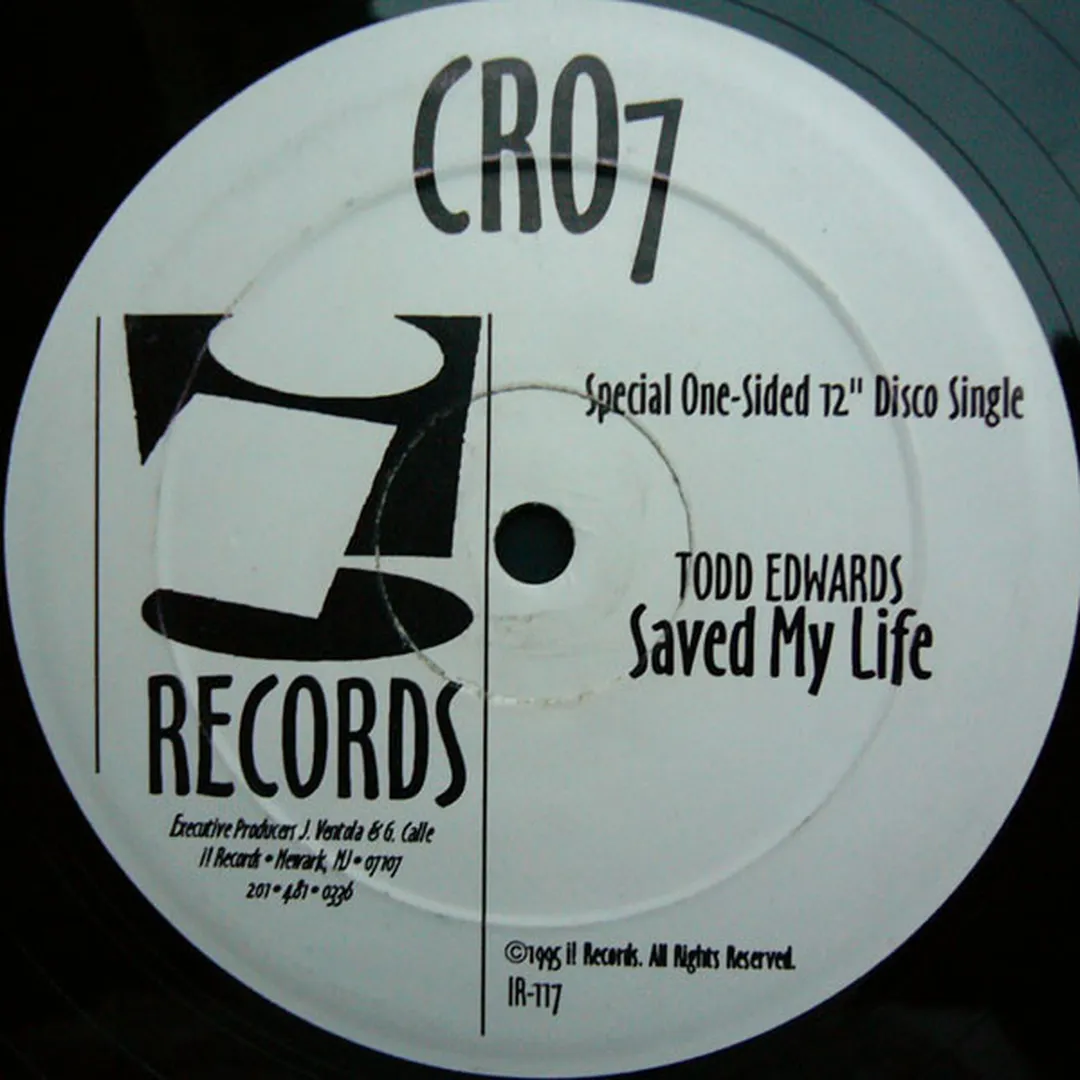 CRO7
Special One-Sided 12" Disco Single
TODD EDWARDS
Saved My Life
RECORDS
Executive Producers J. Ventola & G. Calle
i! Records • Newark, NJ • 07107
201 • 481 • 0336
©1995 i! Records. All Rights Reserved.
IR-117